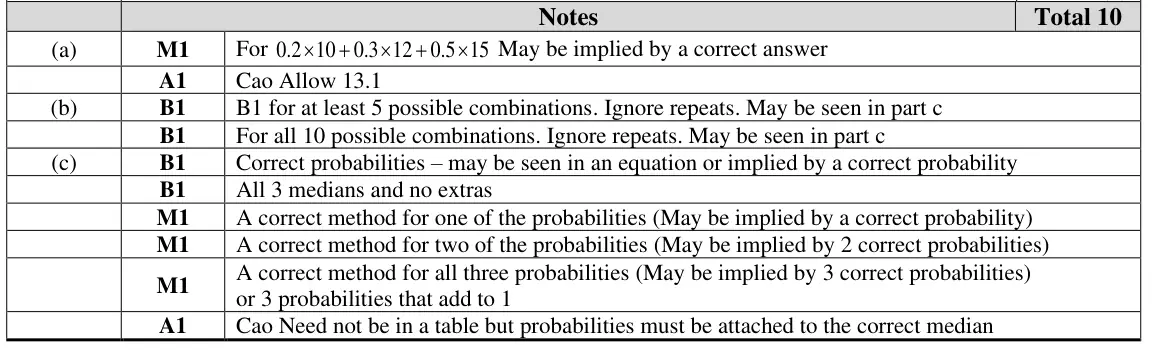 Notes Total 10
(a) M1 For 0.2×10+0.3×12+0.5×15 May be implied by a correct answer
A1 Cao Allow 13.1
(b) B1 B1 for at least 5 possible combinations. Ignore repeats. May be seen in part c
B1 For all 10 possible combinations. Ignore repeats. May be seen in part c
(c) B1 Correct probabilities – may be seen in an equation or implied by a correct probability
B1 All 3 medians and no extras
M1 A correct method for one of the probabilities (May be implied by a correct probability)
M1 A correct method for two of the probabilities (May be implied by 2 correct probabilities)
M1 A correct method for all three probabilities (May be implied by 3 correct probabilities)
or 3 probabilities that add to 1
A1 Cao Need not be in a table but probabilities must be attached to the correct median